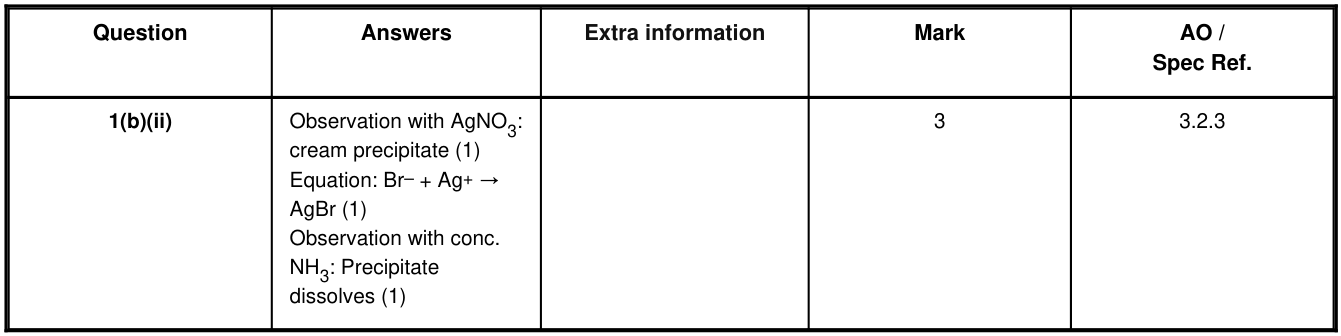 Question Answers Extra information Mark AO /
Spec Ref.
1(b)(ii) Observation with AgNO₃: 3 3.2.3
cream precipitate (1)
Equation: Br⁻ + Ag⁺ →
AgBr (1)
Observation with conc.
NH₃: Precipitate
dissolves (1)